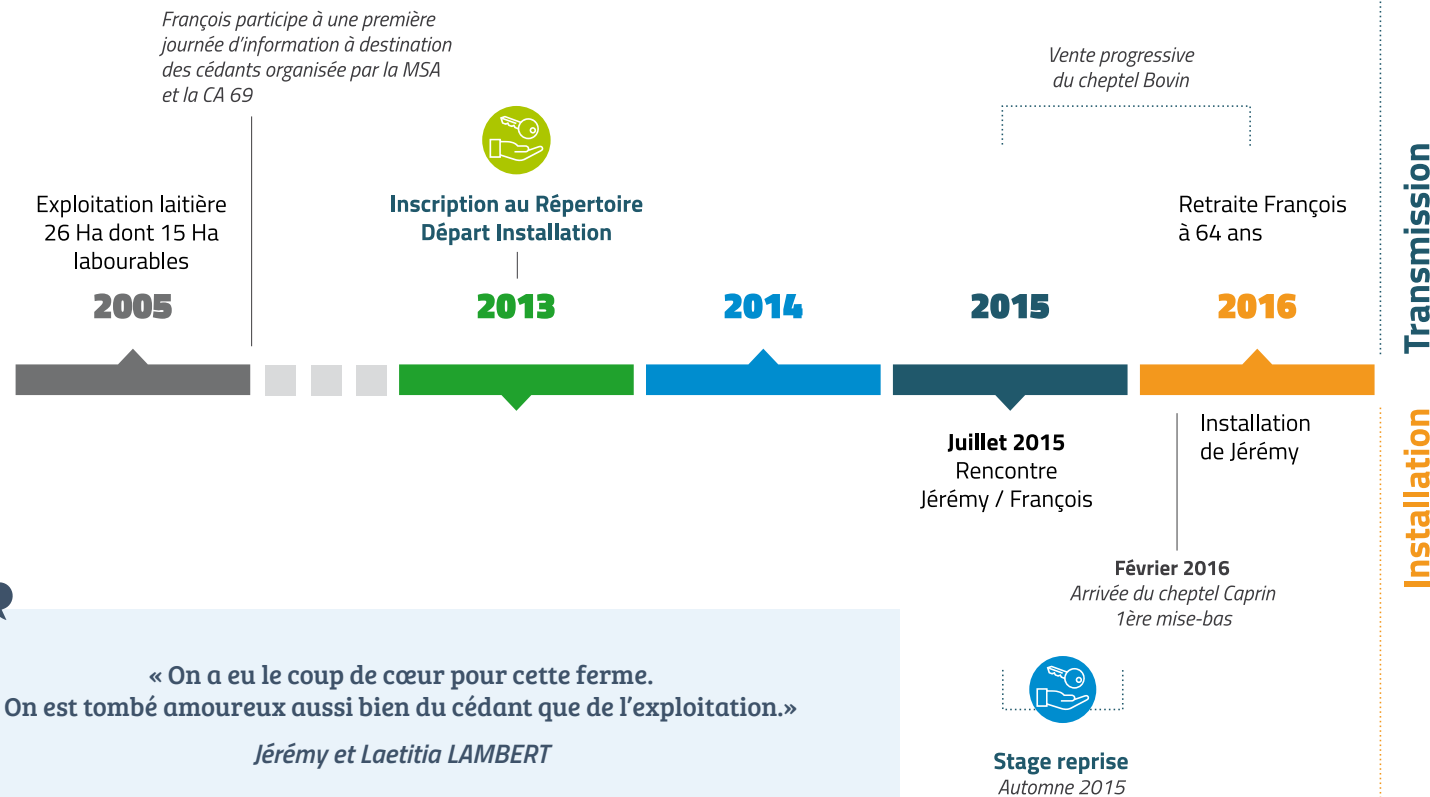 François participe à une première
journée d'information à destination
des cédants organisée par la MSA
et la CA 69
Vente progressive
du cheptel Bovin
Exploitation laitière
26 Ha dont 15 Ha
labourables
Inscription au Répertoire
Départ Installation
Retraite François
à 64 ans
2005
2013
2014
2015
2016
Transmission
Juillet 2015
Rencontre
Jérémy / François
Installation
de Jérémy
Installation
Février 2016
Arrivée du cheptel Caprin
1ère mise-bas
« On a eu le coup de cœur pour cette ferme.
On est tombé amoureux aussi bien du cédant que de l'exploitation.»
Jérémy et Laetitia LAMBERT
Stage reprise
Automne 2015